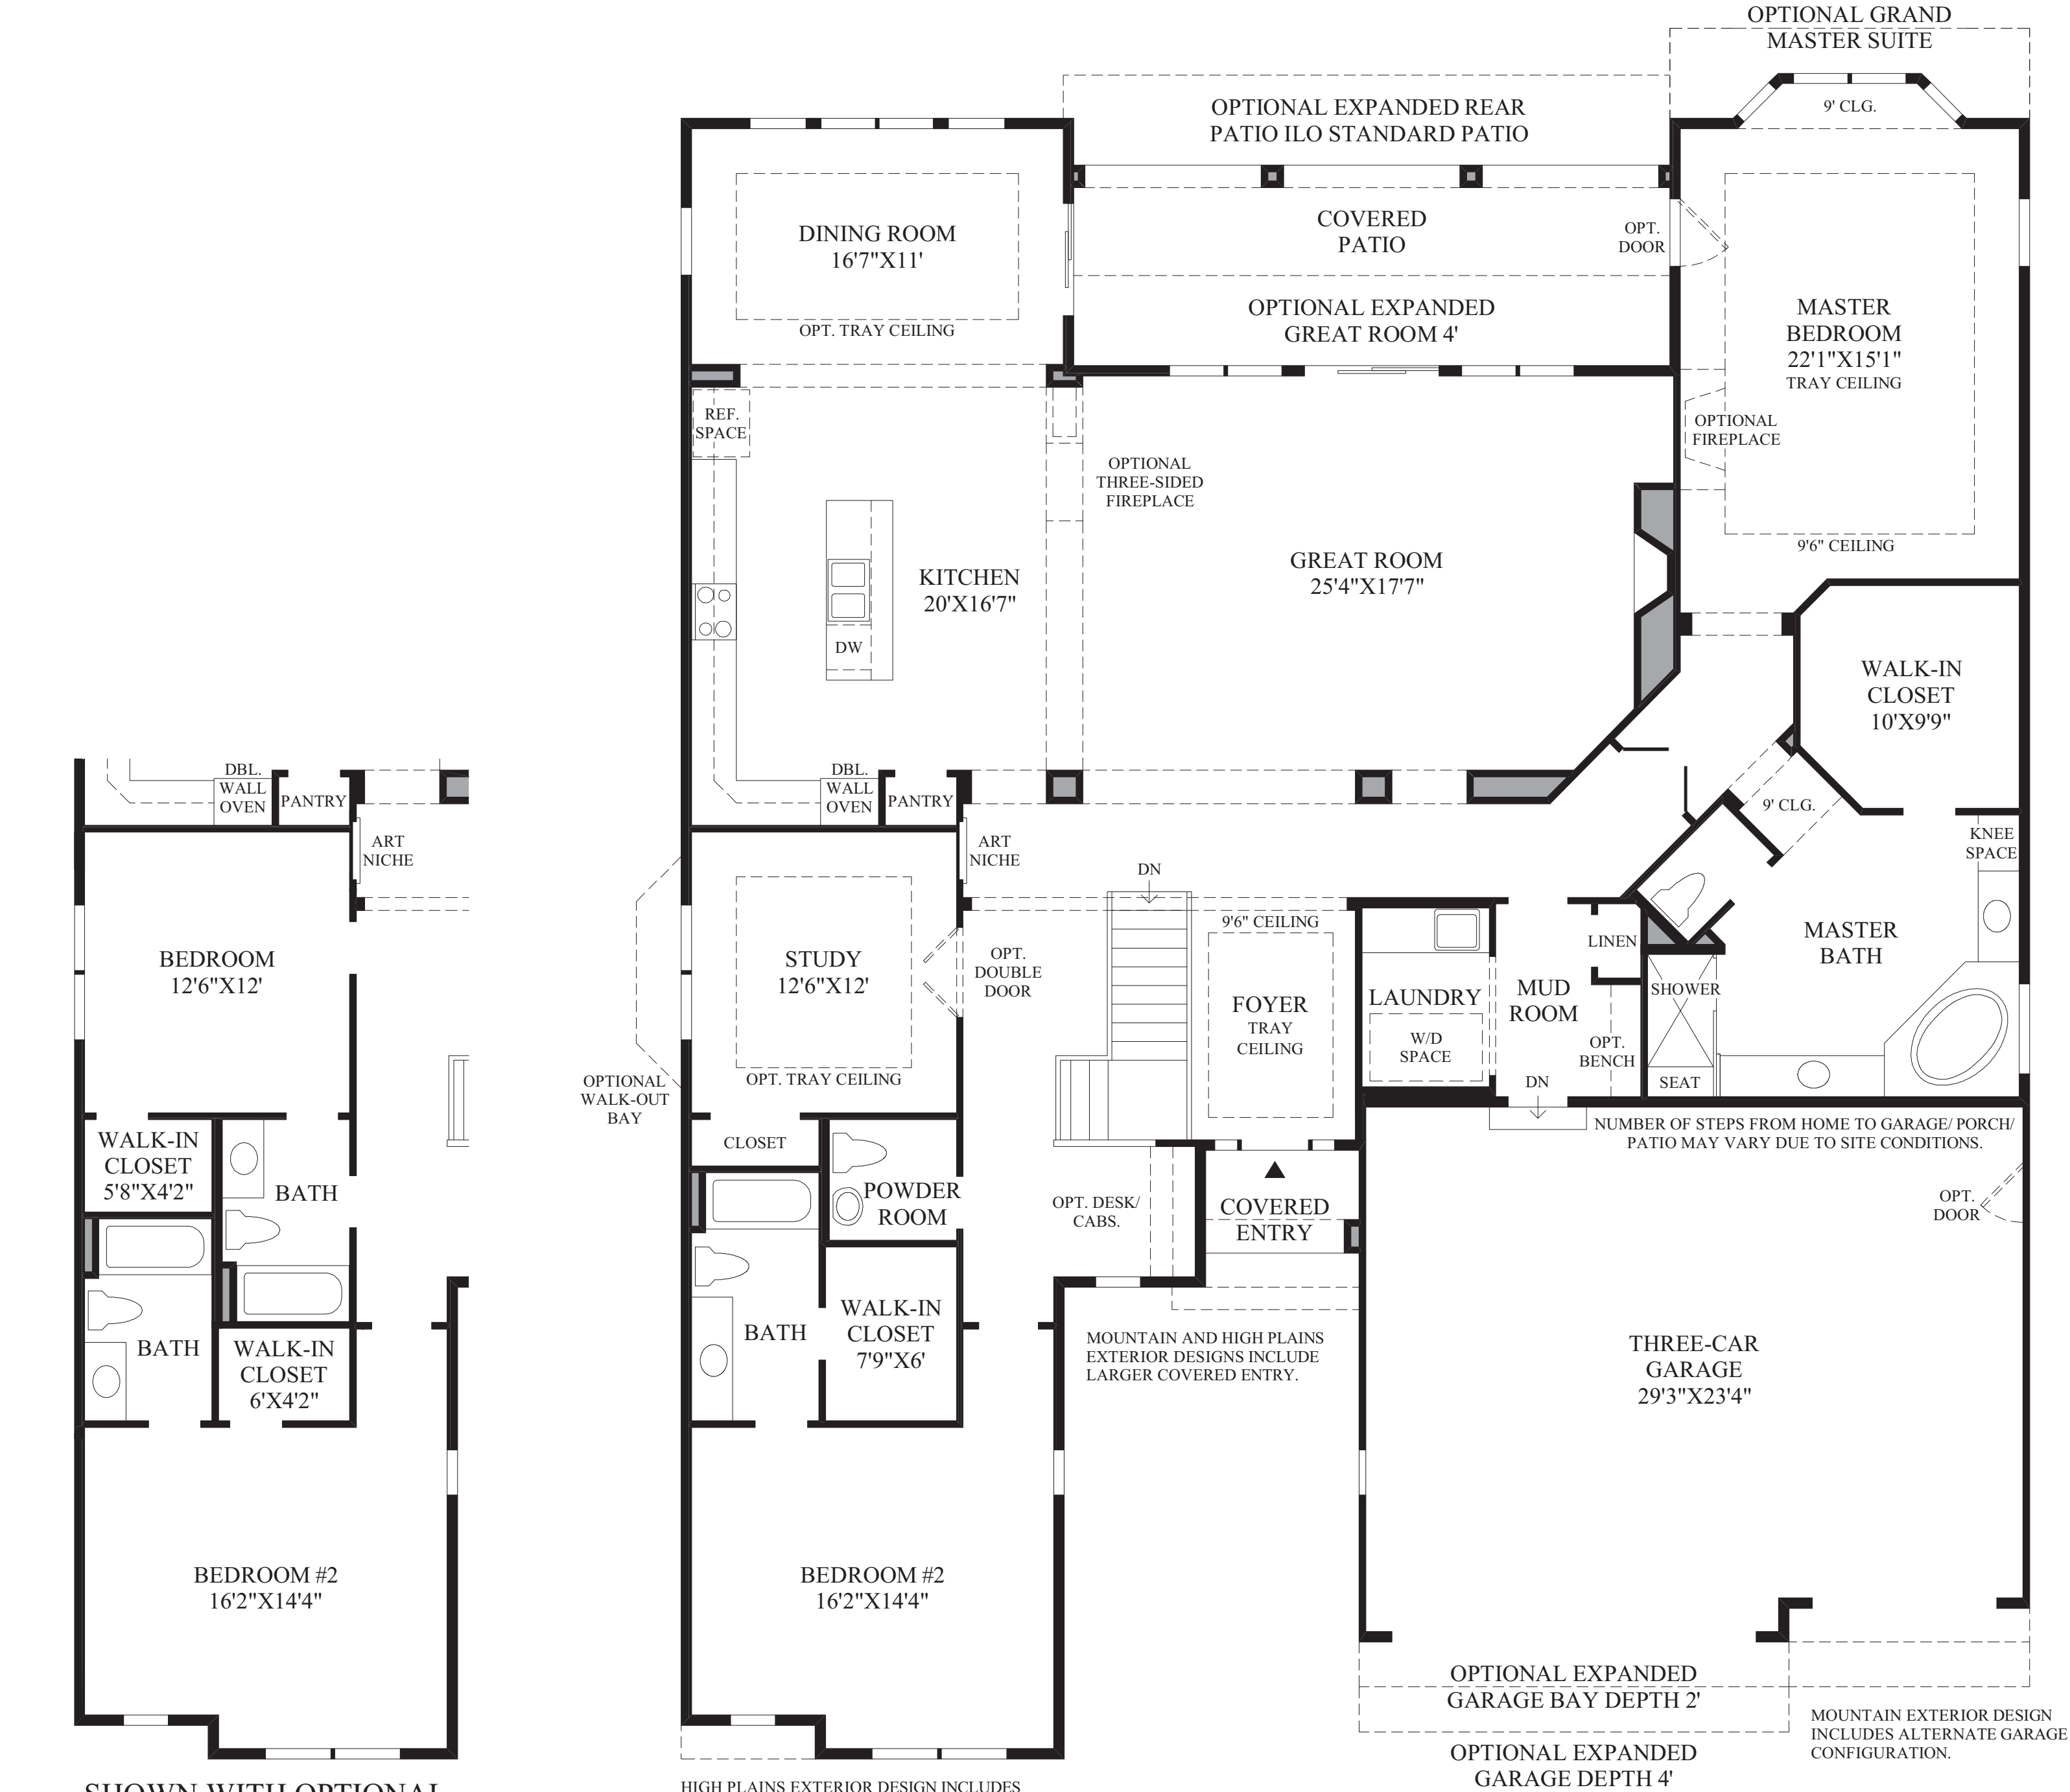 OPTIONAL GRAND
MASTER SUITE
9' CLG.
OPTIONAL EXPANDED REAR
PATIO ILO STANDARD PATIO
DINING ROOM
16'7"X11'
OPT. TRAY CEILING
COVERED
PATIO
OPT.
DOOR
OPTIONAL EXPANDED
GREAT ROOM 4'
MASTER
BEDROOM
22'1"X15'1"
TRAY CEILING
OPTIONAL
FIREPLACE
9'6" CEILING
REF.
SPACE
OPTIONAL
THREE-SIDED
FIREPLACE
KITCHEN
20'X16'7"
DW
GREAT ROOM
25'4"X17'7"
WALK-IN
CLOSET
10'X9'9"
DBL.
WALL
OVEN
PANTRY
ART
NICHE
BEDROOM
12'6"X12'
WALK-IN
CLOSET
5'8"X4'2"
BATH
BATH
WALK-IN
CLOSET
6'X4'2"
BEDROOM #2
16'2"X14'4"
SHOWN WITH OPTIONAL
DBL.
WALL
OVEN
PANTRY
ART
NICHE
9' CLG.
KNEE
SPACE
DN
9'6" CEILING
STUDY
12'6"X12'
OPT. TRAY CEILING
OPT.
DOUBLE
DOOR
OPTIONAL
WALK-OUT
BAY
FOYER
TRAY
CEILING
LAUNDRY
W/D
SPACE
MUD
ROOM
LINEN
OPT.
BENCH
DN
SHOWER
SEAT
MASTER
BATH
NUMBER OF STEPS FROM HOME TO GARAGE/ PORCH/
PATIO MAY VARY DUE TO SITE CONDITIONS.
CLOSET
POWDER
ROOM
OPT. DESK/
CABS.
COVERED
ENTRY
OPT.
DOOR
BATH
WALK-IN
CLOSET
7'9"X6'
MOUNTAIN AND HIGH PLAINS
EXTERIOR DESIGNS INCLUDE
LARGER COVERED ENTRY.
THREE-CAR
GARAGE
29'3"X23'4"
BEDROOM #2
16'2"X14'4"
OPTIONAL EXPANDED
GARAGE BAY DEPTH 2'
MOUNTAIN EXTERIOR DESIGN
INCLUDES ALTERNATE GARAGE
CONFIGURATION.
OPTIONAL EXPANDED
GARAGE DEPTH 4'
HIGH PLAINS EXTERIOR DESIGN INCLUDES